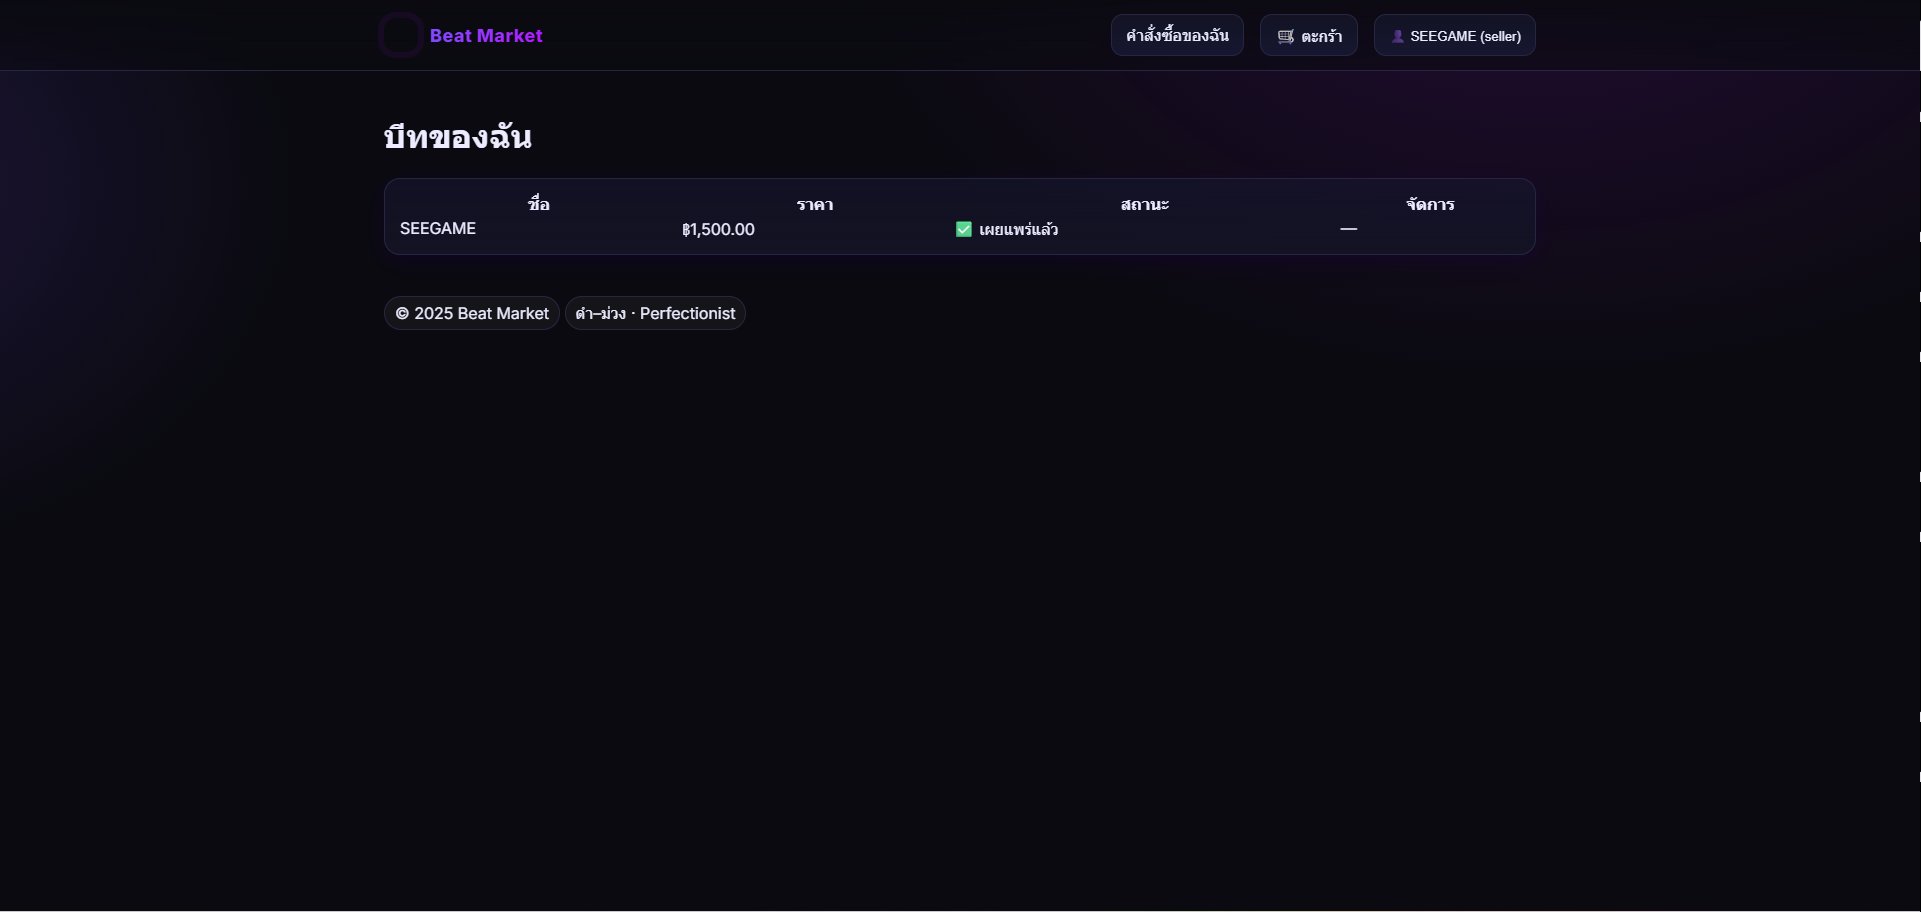 Beat Market
คำสั่งซื้อของฉัน
ตะกร้า
SEEGAME (seller)
บีทของฉัน
ชื่อ ราคา สถานะ จัดการ
SEEGAME ฿1,500.00 ✅ เผยแพร่แล้ว —
© 2025 Beat Market ดำ–ม่วง · Perfectionist